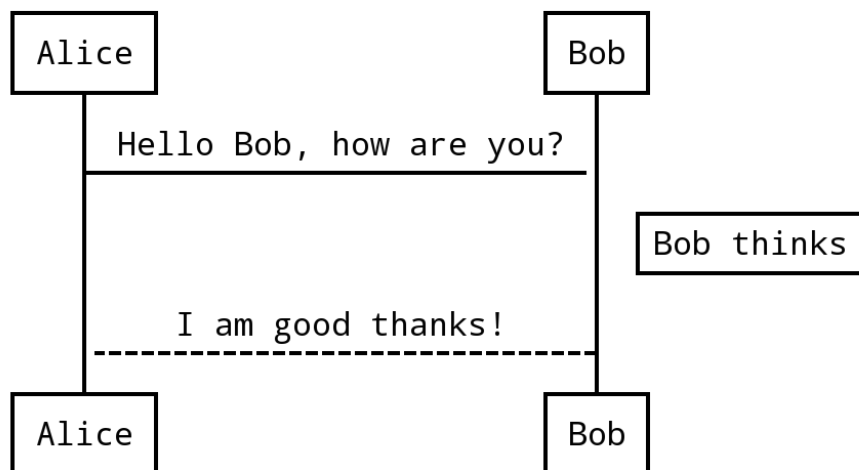 Alice
Bob
Hello Bob, how are you?
Bob thinks
I am good thanks!
Alice
Bob